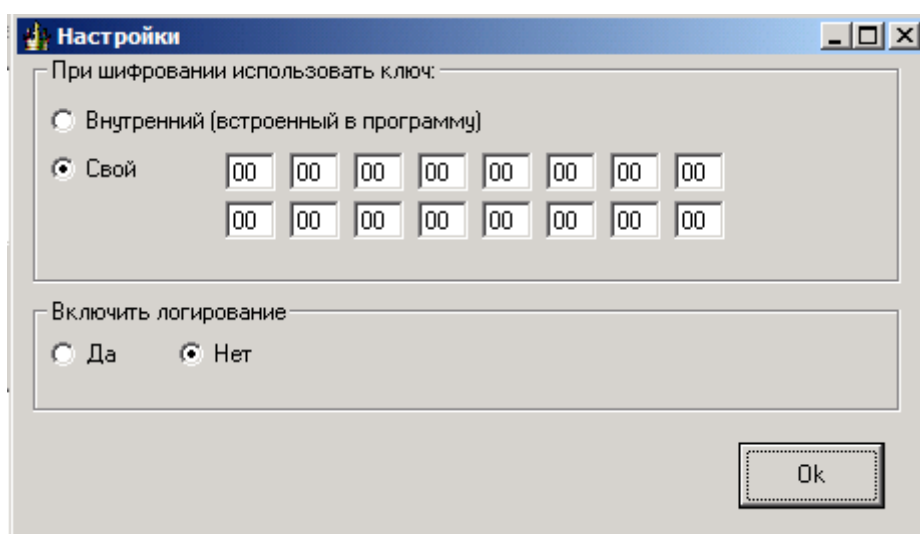 Настройки
При шифровании использовать ключ:
Внутренний (встроенный в программу)
Свой 00 00 00 00 00 00 00 00
00 00 00 00 00 00 00 00
Включить логирование
Да Нет
Ok